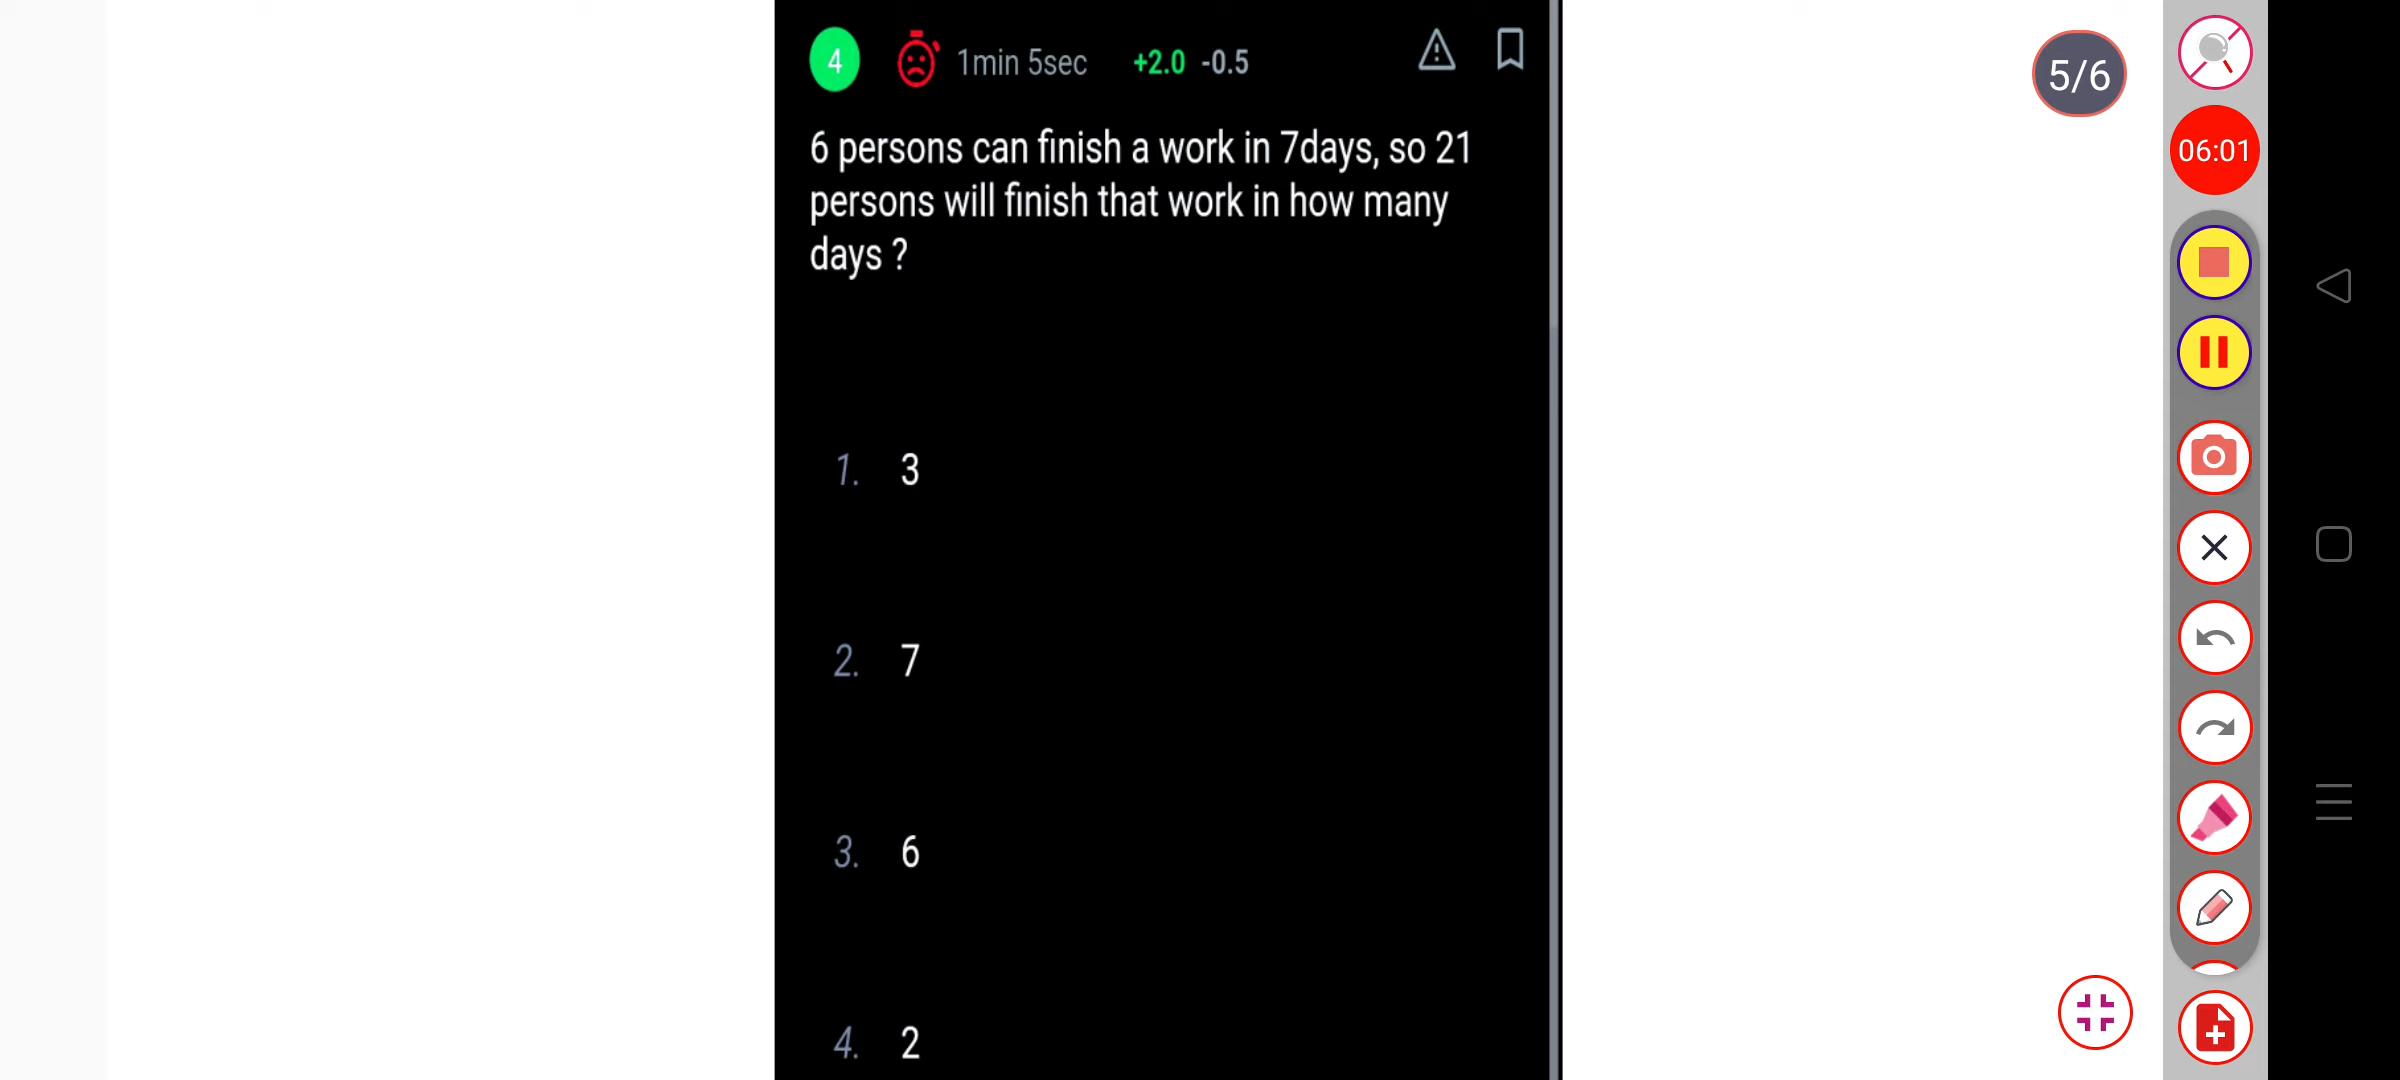 4 1min 5sec +2.0 -0.5
5/6
06:01
6 persons can finish a work in 7days, so 21
persons will finish that work in how many
days ?
1. 3
2. 7
3. 6
4. 2